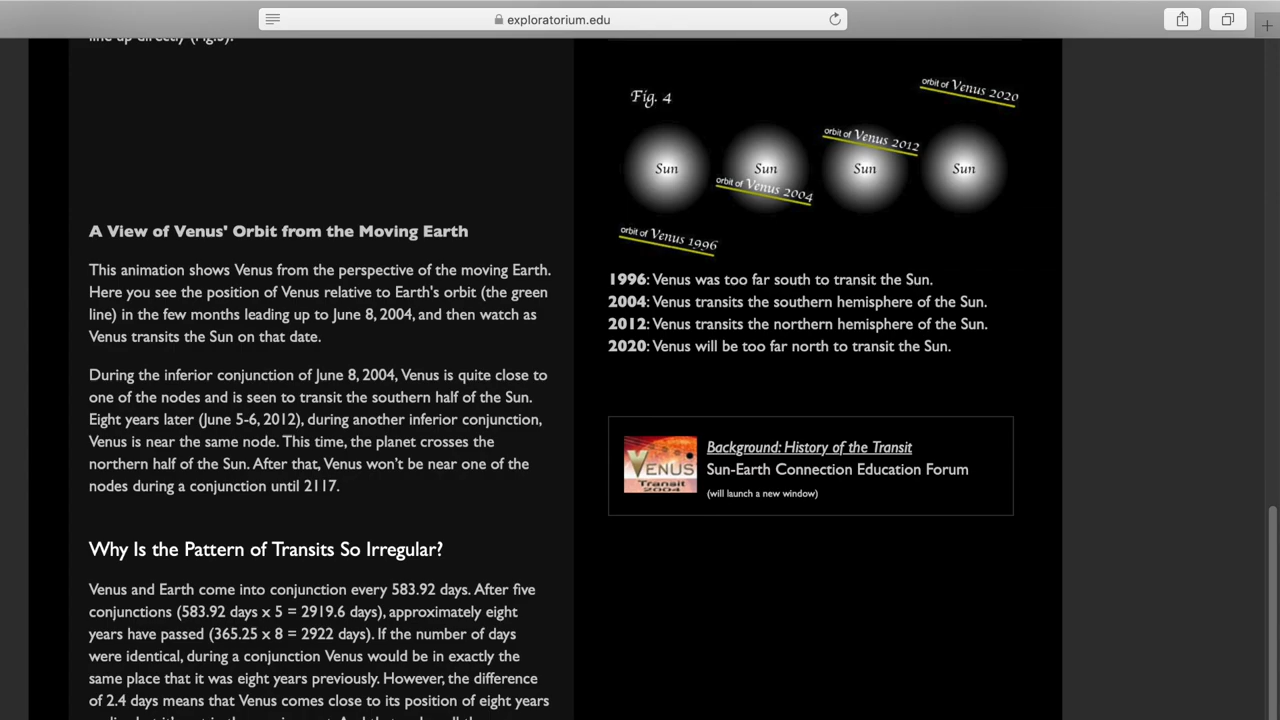 exploratorium.edu
line up directly (Fig.3).
A View of Venus' Orbit from the Moving Earth
This animation shows Venus from the perspective of the moving Earth.
Here you see the position of Venus relative to Earth's orbit (the green
line) in the few months leading up to June 8, 2004, and then watch as
Venus transits the Sun on that date.
During the inferior conjunction of June 8, 2004, Venus is quite close to
one of the nodes and is seen to transit the southern half of the Sun.
Eight years later (June 5-6, 2012), during another inferior conjunction,
Venus is near the same node. This time, the planet crosses the
northern half of the Sun. After that, Venus won't be near one of the
nodes during a conjunction until 2117.
Why Is the Pattern of Transits So Irregular?
Venus and Earth come into conjunction every 583.92 days. After five
conjunctions (583.92 days x 5 = 2919.6 days), approximately eight
years have passed (365.25 x 8 = 2922 days). If the number of days
were identical, during a conjunction Venus would be in exactly the
same place that it was eight years previously. However, the difference
of 2.4 days means that Venus comes close to its position of eight years
Fig. 4
orbit of Venus 2020
orbit of Venus 2012
Sun
Sun
Sun
Sun
orbit of Venus 2004
orbit of Venus 1996
1996: Venus was too far south to transit the Sun.
2004: Venus transits the southern hemisphere of the Sun.
2012: Venus transits the northern hemisphere of the Sun.
2020: Venus will be too far north to transit the Sun.
VENUS
Transit
2004
Background: History of the Transit
Sun-Earth Connection Education Forum
(will launch a new window)